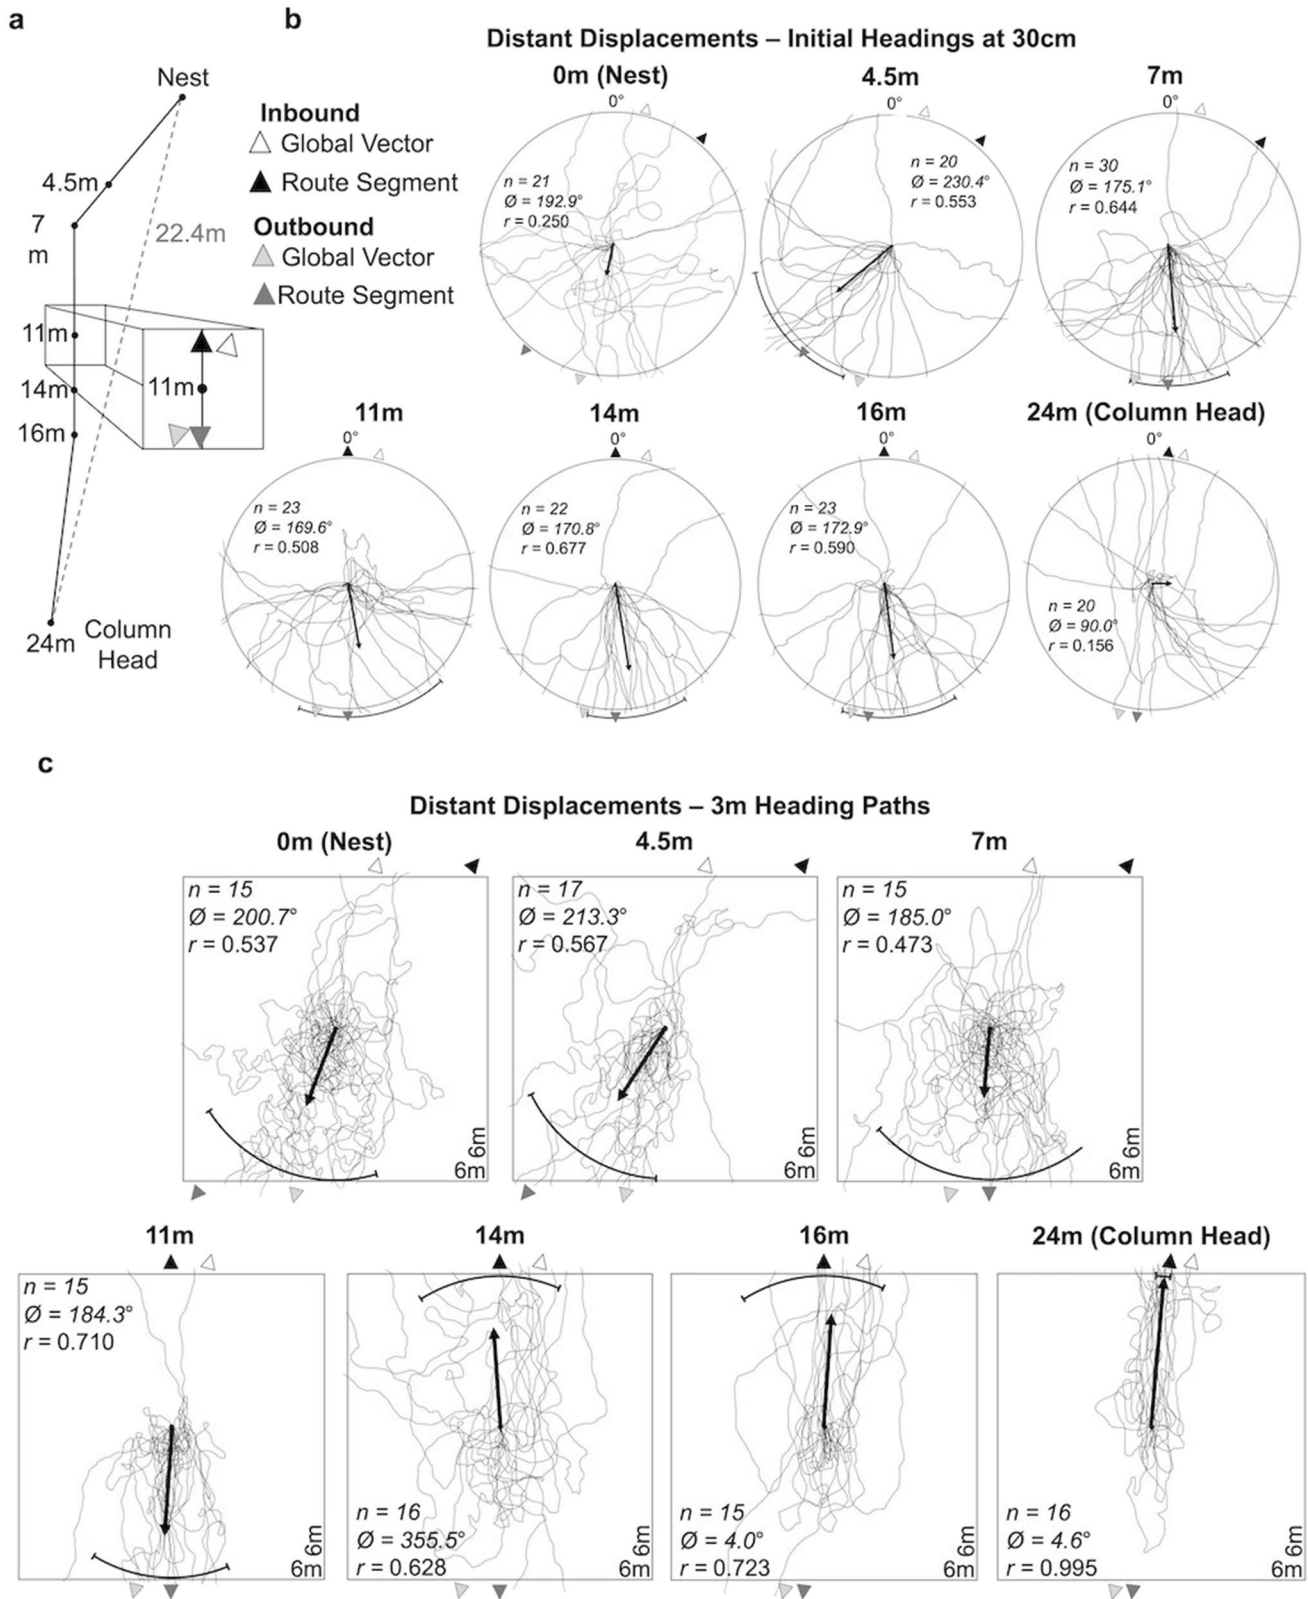 a
Nest
4.5m
7
m
22.4m
11m
14m
11m
16m
24m
Column
Head
Inbound
Global Vector
Route Segment
Outbound
Global Vector
Route Segment
b
Distant Displacements – Initial Headings at 30cm
0m (Nest)
0°
n = 21
Ø = 192.9°
r = 0.250
4.5m
0°
n = 20
Ø = 230.4°
r = 0.553
7m
0°
n = 30
Ø = 175.1°
r = 0.644
11m
0°
n = 23
Ø = 169.6°
r = 0.508
14m
0°
n = 22
Ø = 170.8°
r = 0.677
16m
0°
n = 23
Ø = 172.9°
r = 0.590
24m (Column Head)
0°
n = 20
Ø = 90.0°
r = 0.156
c
Distant Displacements – 3m Heading Paths
0m (Nest)
n = 15
Ø = 200.7°
r = 0.537
6m
6m
4.5m
n = 17
Ø = 213.3°
r = 0.567
6m
6m
7m
n = 15
Ø = 185.0°
r = 0.473
6m
6m
11m
n = 15
Ø = 184.3°
r = 0.710
6m
6m
14m
n = 16
Ø = 355.5°
r = 0.628
6m
6m
16m
n = 15
Ø = 4.0°
r = 0.723
6m
6m
24m (Column Head)
n = 16
Ø = 4.6°
r = 0.995
6m
6m